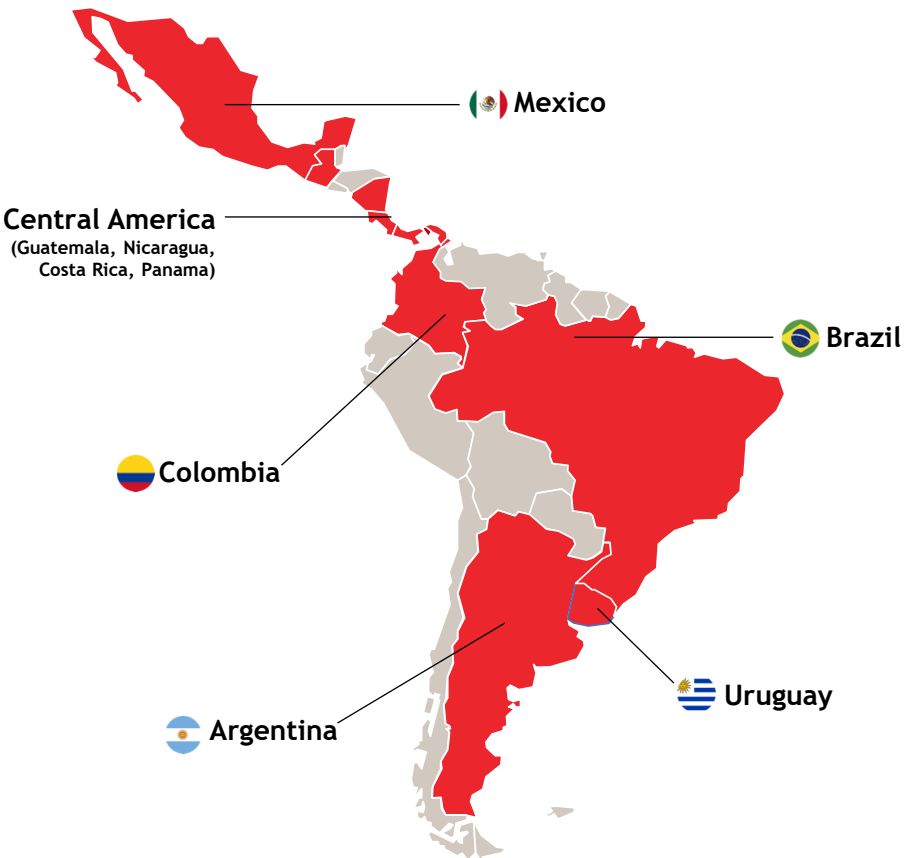 Mexico
Central America
(Guatemala, Nicaragua,
Costa Rica, Panama)
Brazil
Colombia
Uruguay
Argentina